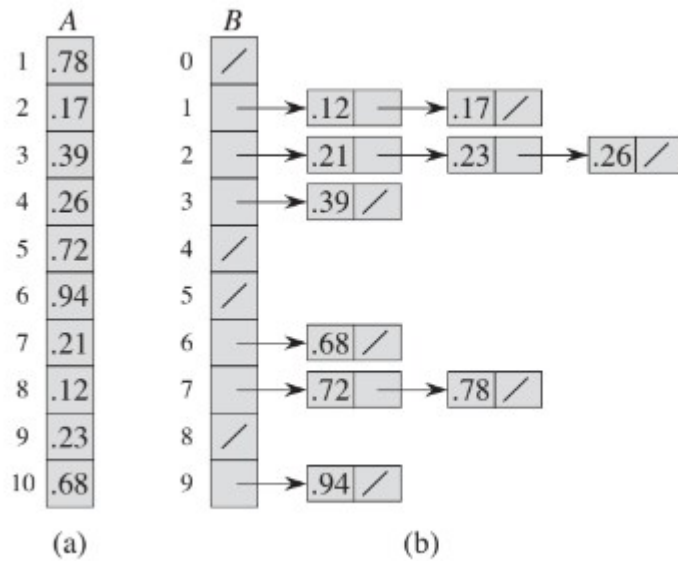 A B
1 .78 0 /
2 .17 1 .12 .17 /
3 .39 2 .21 .23 .26 /
4 .26 3 .39 /
5 .72 4 /
6 .94 5 /
7 .21 6 .68 /
8 .12 7 .72 .78 /
9 .23 8 /
10 .68 9 .94 /
(a) (b)